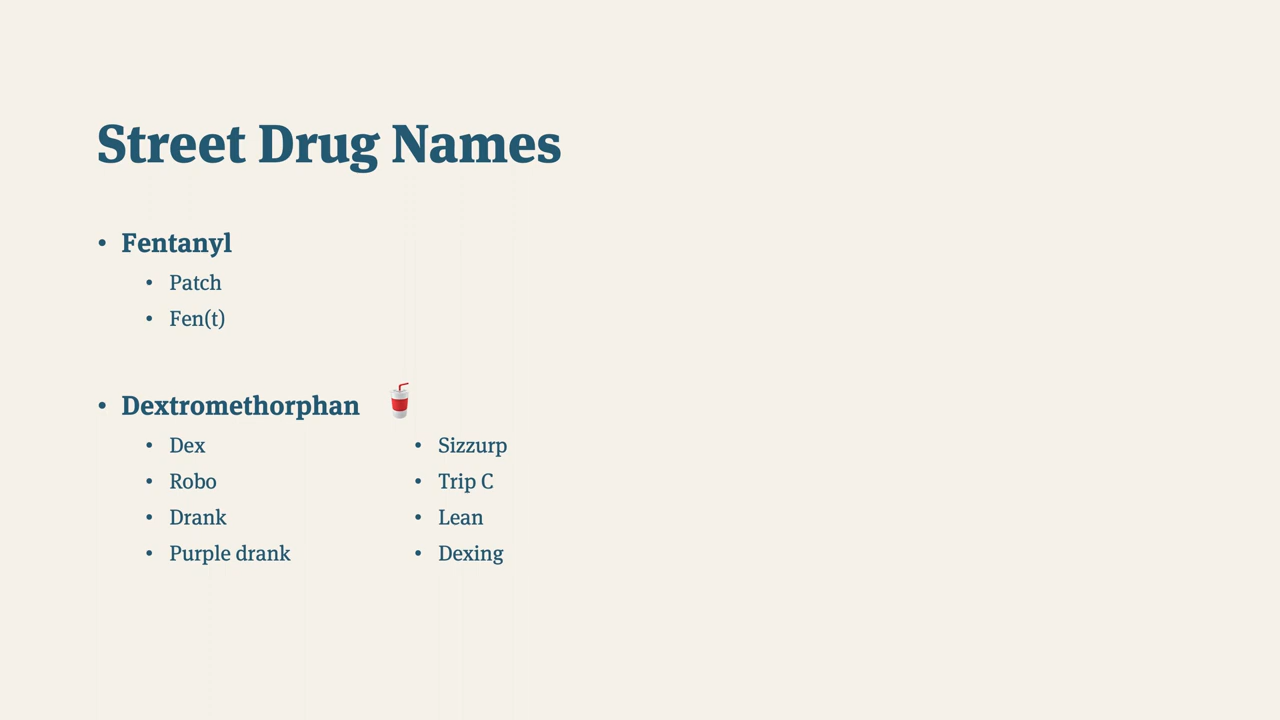 Street Drug Names
• Fentanyl
• Patch
• Fen(t)
• Dextromethorphan
• Dex
• Robo
• Drank
• Purple drank
• Sizzurp
• Trip C
• Lean
• Dexing